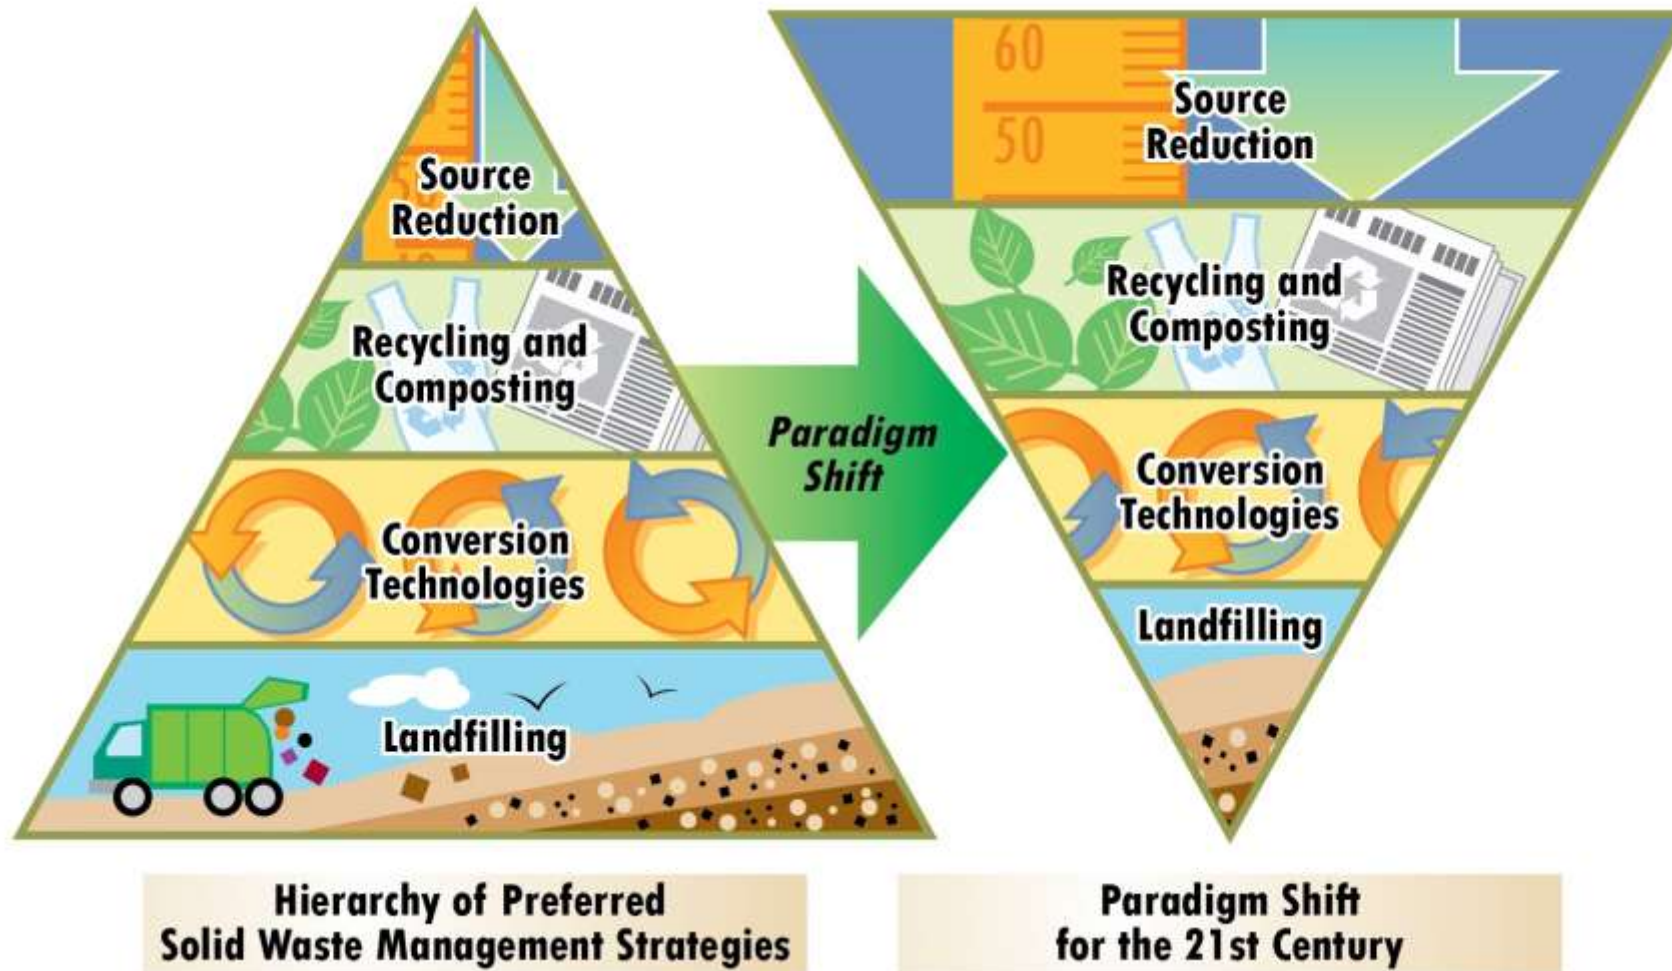 Source
Reduction
Recycling and
Composting
Conversion
Technologies
Landfilling
Hierarchy of Preferred
Solid Waste Management Strategies
Paradigm
Shift
60
50
Source
Reduction
Recycling and
Composting
Conversion
Technologies
Landfilling
Paradigm Shift
for the 21st Century